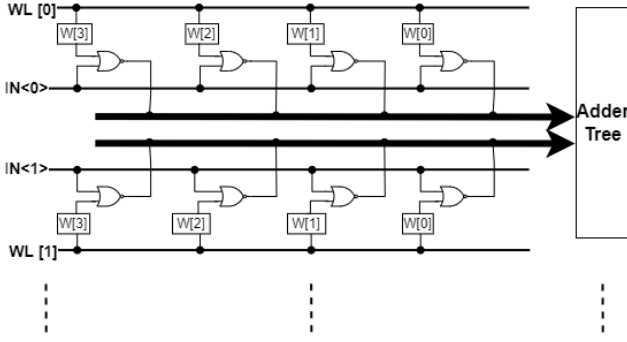 WL [0]
W[3] W[2] W[1] W[0]
IN<0>
Adder
Tree
IN<1>
W[3] W[2] W[1] W[0]
WL [1]